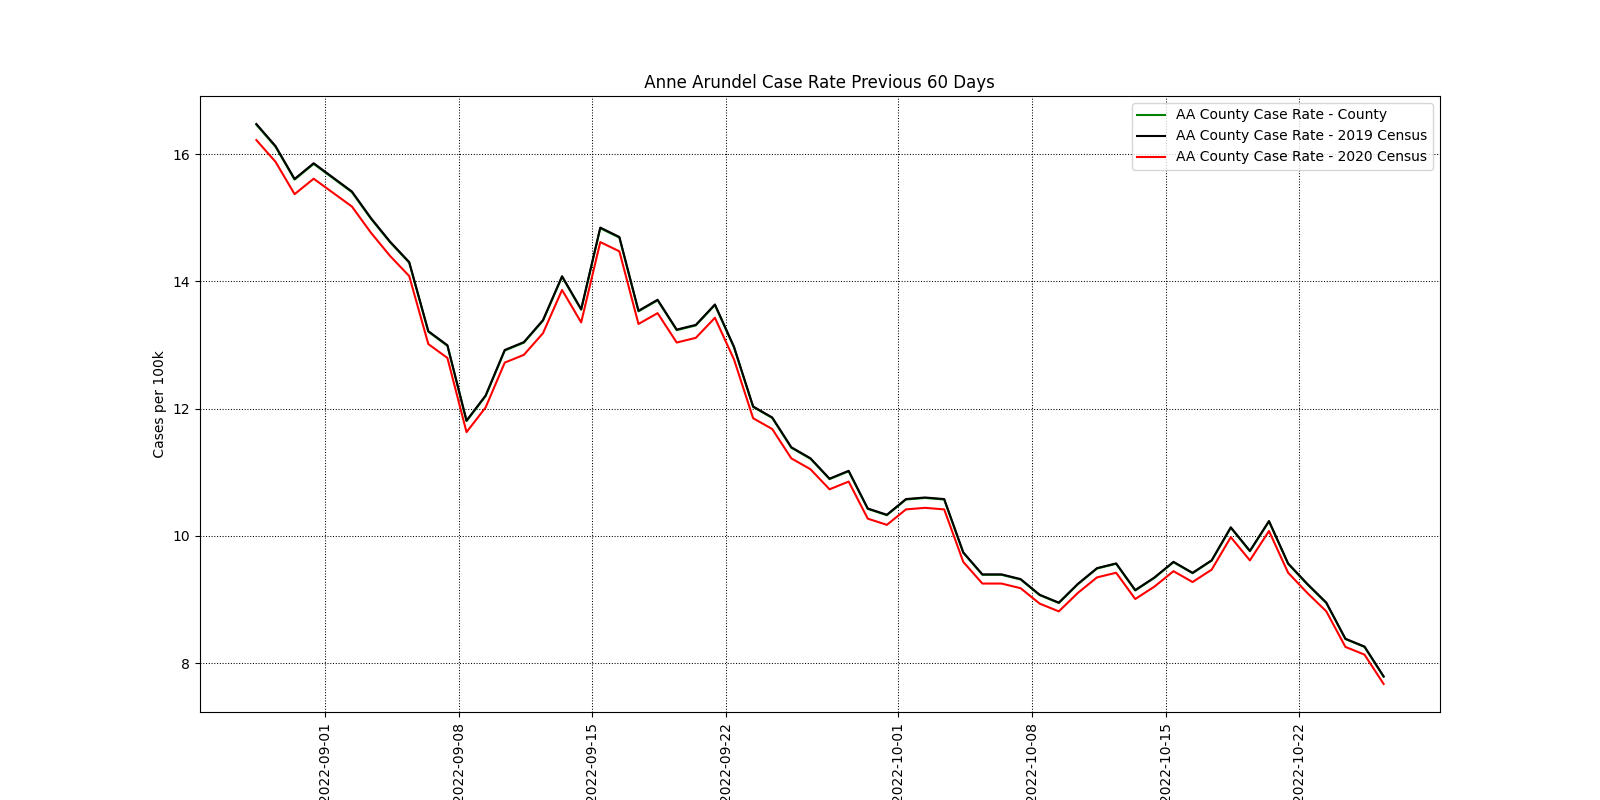 Anne Arundel Case Rate Previous 60 Days
AA County Case Rate - County
AA County Case Rate - 2019 Census
AA County Case Rate - 2020 Census
Cases per 100k
16
14
12
10
8
2022-09-01
2022-09-08
2022-09-15
2022-09-22
2022-10-01
2022-10-08
2022-10-15
2022-10-22